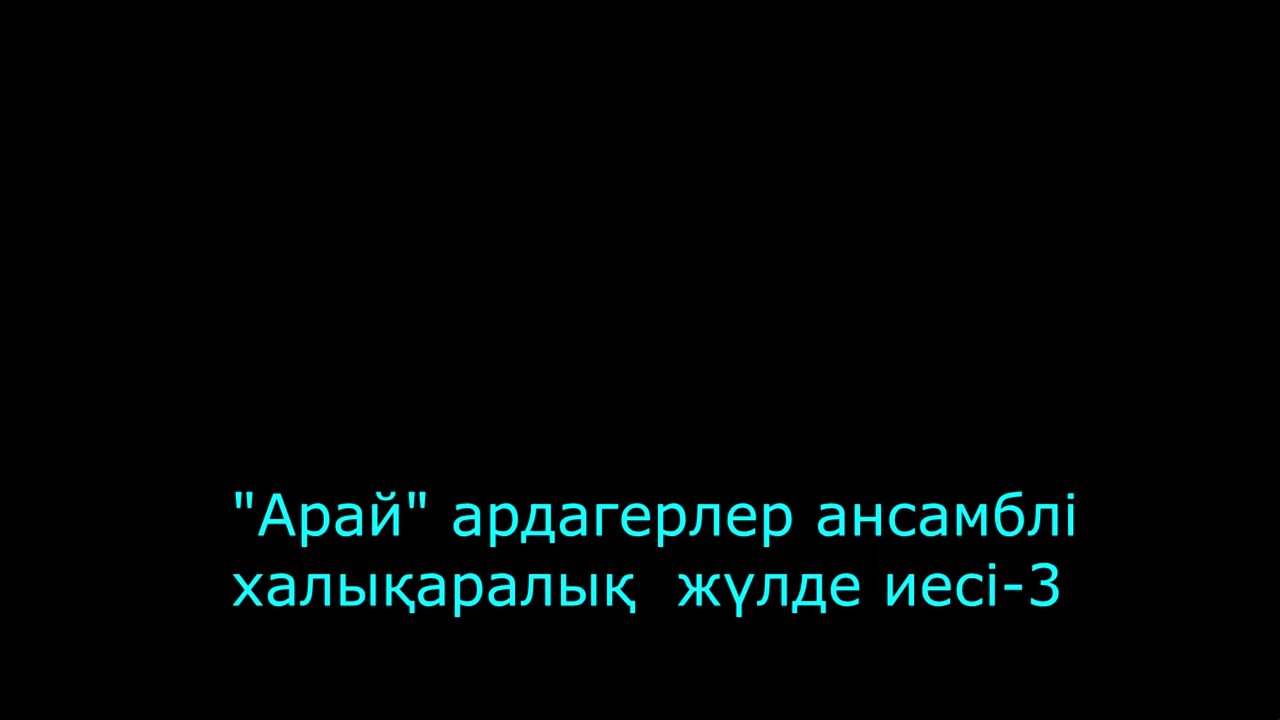 "Арай" ардагерлер ансамблі
халықаралық  жүлде иесі-3